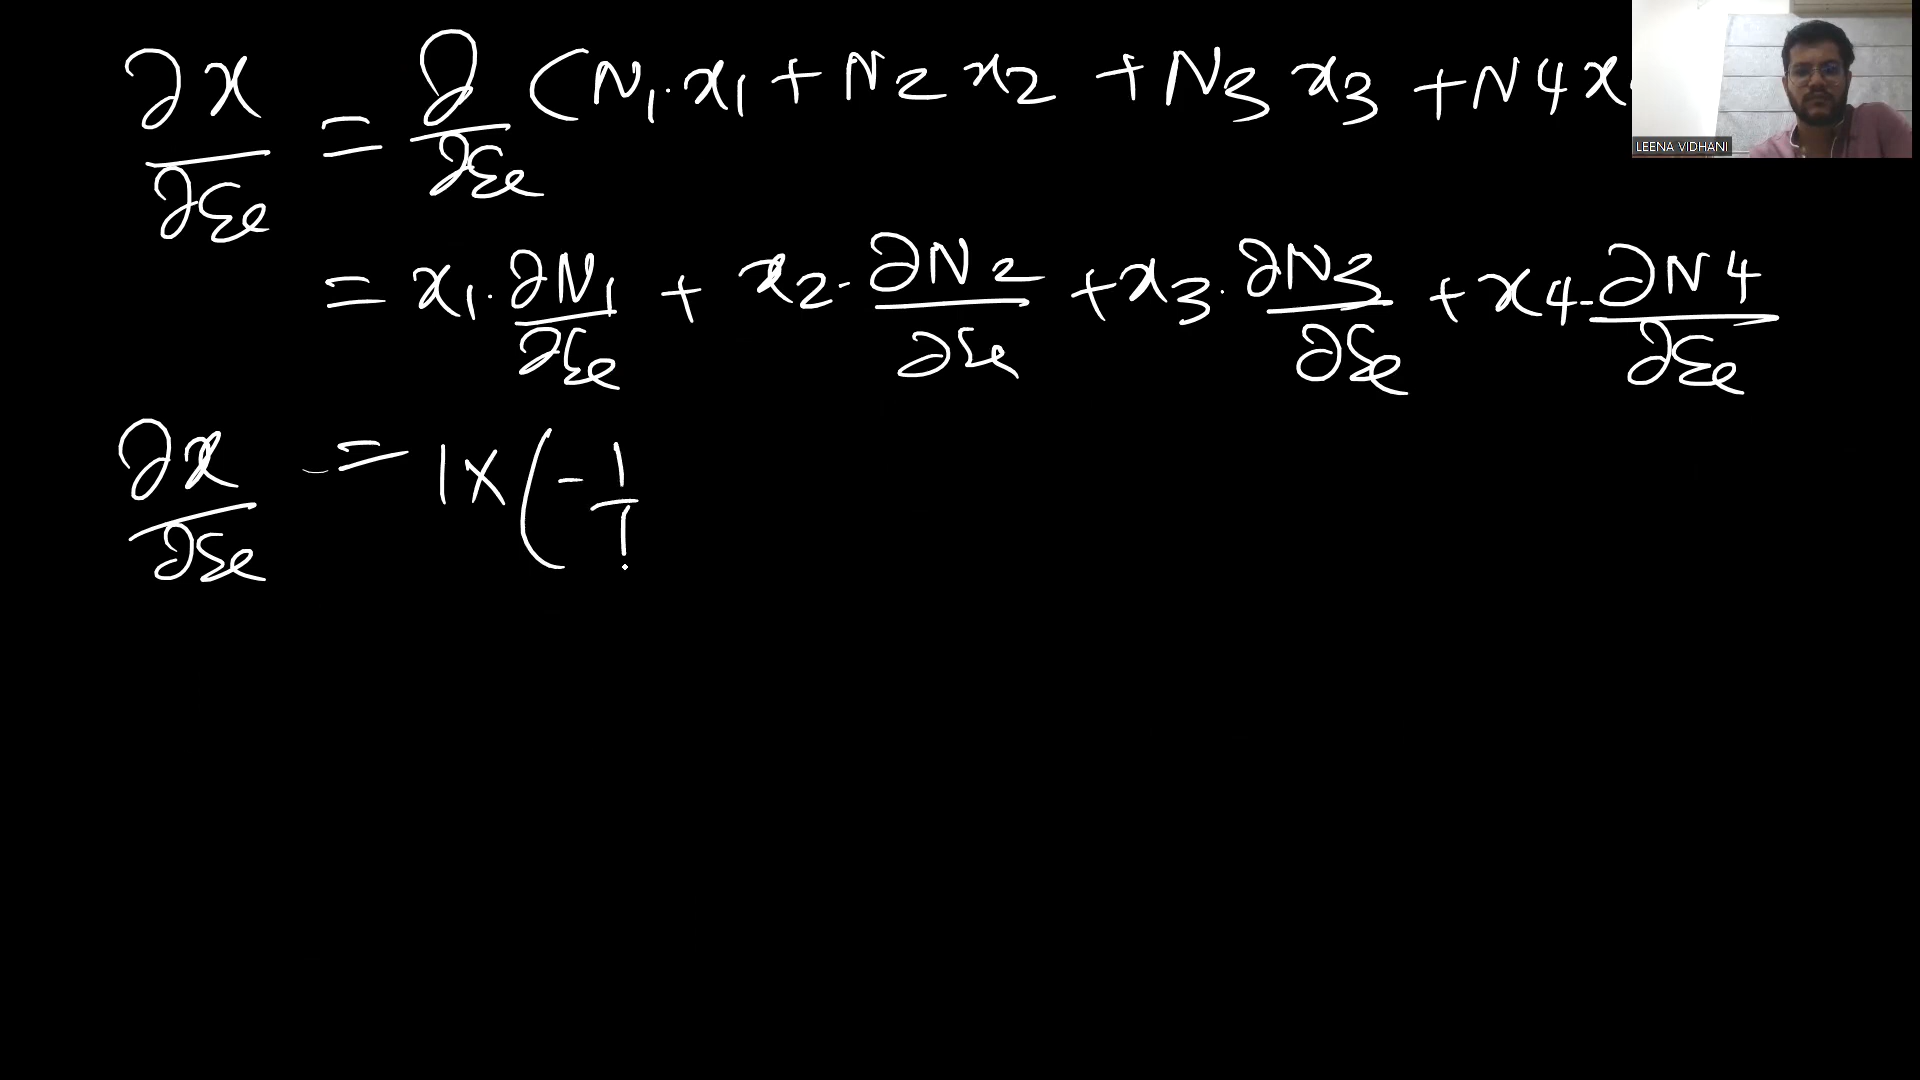 ∂x/∂ξe = ∂/∂ξe (N1·x1 + N2 x2 + N3 x3 + N4 x
LEENA VIDHANI
= x1·∂N1/∂ξe + x2·∂N2/∂ξe + x3·∂N3/∂ξe + x4·∂N4/∂ξe
∂x/∂ξe = 1×(-1/1